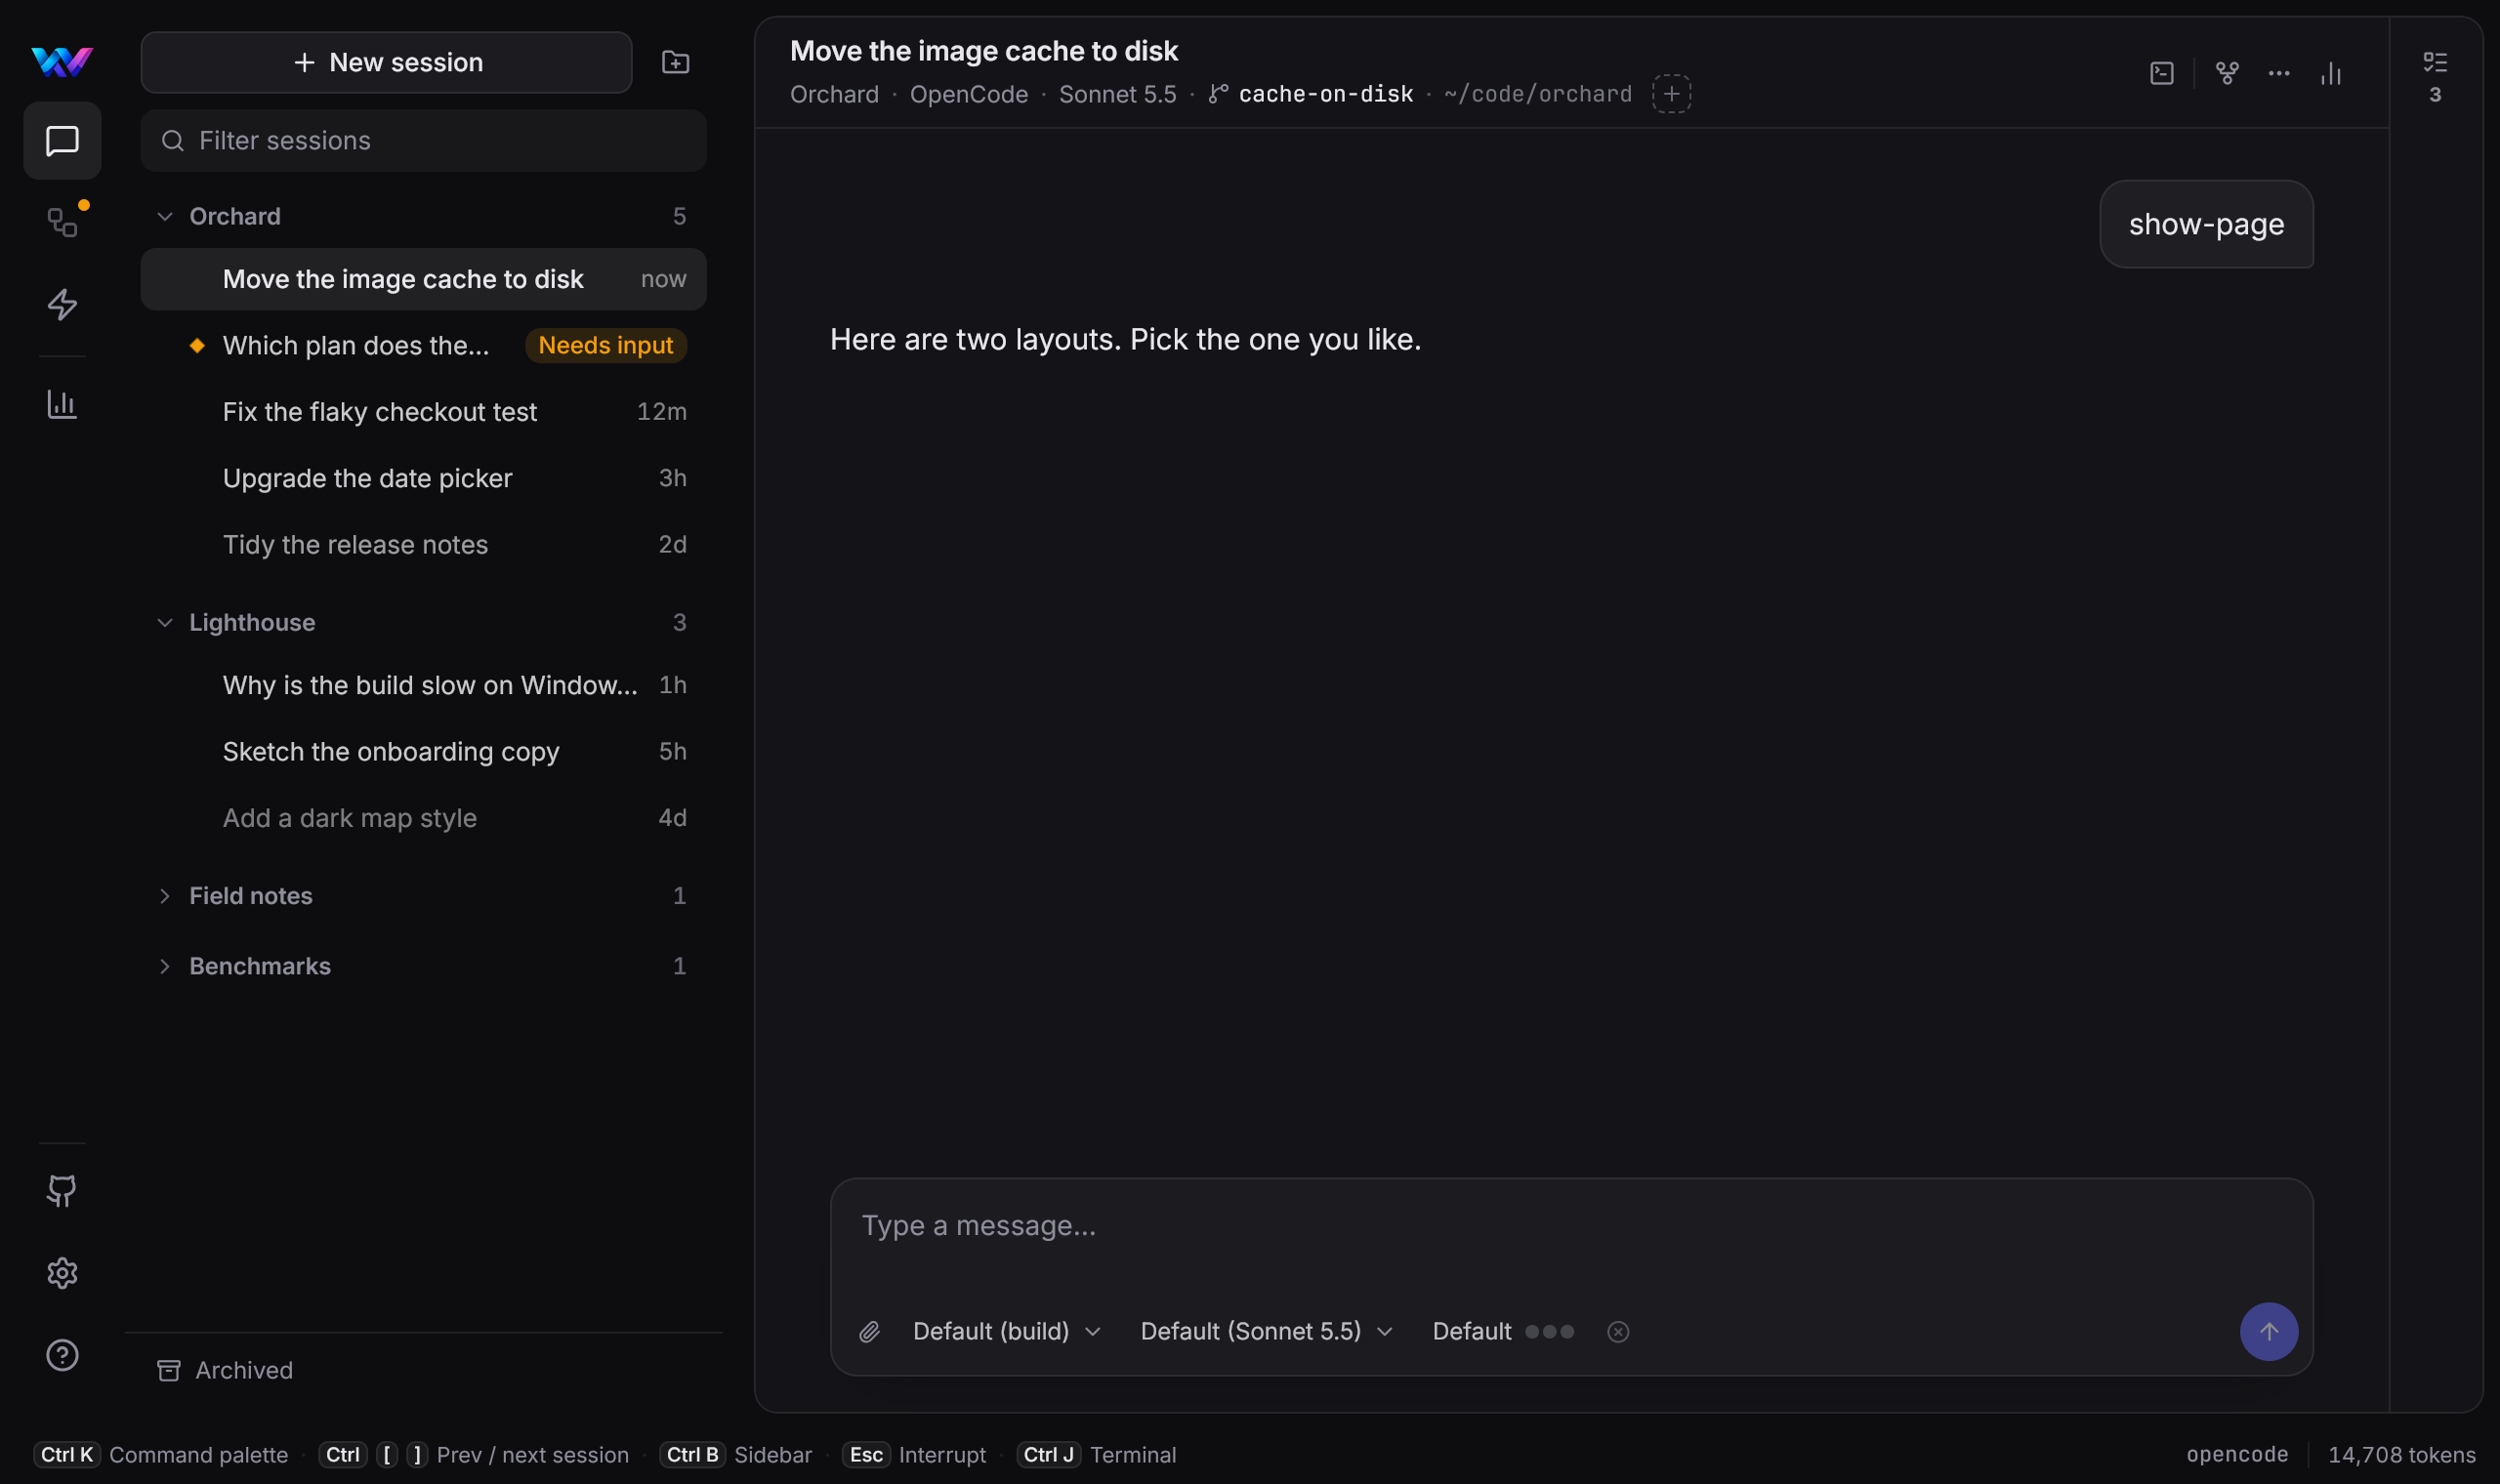 New session
Filter sessions
Orchard 5
Move the image cache to disk now
Which plan does the... Needs input
Fix the flaky checkout test 12m
Upgrade the date picker 3h
Tidy the release notes 2d
Lighthouse 3
Why is the build slow on Window... 1h
Sketch the onboarding copy 5h
Add a dark map style 4d
Field notes 1
Benchmarks 1
Archived
Move the image cache to disk
Orchard · OpenCode · Sonnet 5.5 · cache-on-disk · ~/code/orchard
3
show-page
Here are two layouts. Pick the one you like.
Type a message...
Default (build) Default (Sonnet 5.5) Default
Ctrl K Command palette · Ctrl [ ] Prev / next session · Ctrl B Sidebar · Esc Interrupt · Ctrl J Terminal
opencode 14,708 tokens